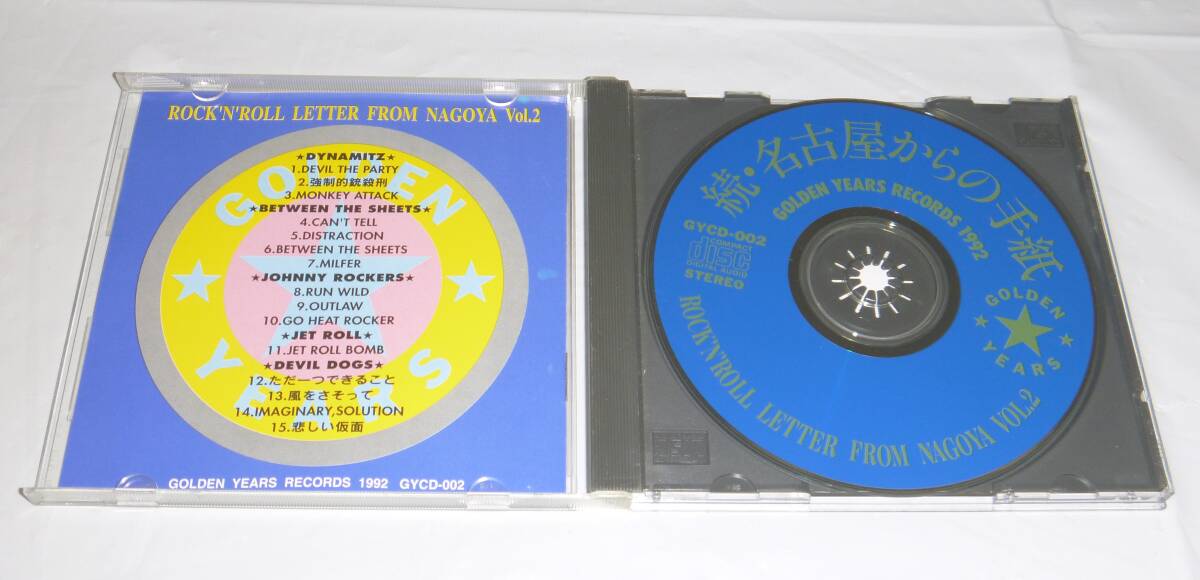 ROCK'N'ROLL LETTER FROM NAGOYA Vol.2
GOLDEN
YEARS
★DYNAMITZ★
1.DEVIL THE PARTY
2.強制的銃殺刑
3.MONKEY ATTACK
★BETWEEN THE SHEETS★
4.CAN'T TELL
5.DISTRACTION
6.BETWEEN THE SHEETS
7.MILFER
★JOHNNY ROCKERS★
8.RUN WILD
9.OUTLAW
10.GO HEAT ROCKER
★JET ROLL★
11.JET ROLL BOMB
★DEVIL DOGS★
12.ただ一つできること
13.風をさそって
14.IMAGINARY,SOLUTION
15.悲しい仮面
GOLDEN YEARS RECORDS 1992 GYCD-002
続・名古屋からの手紙
GOLDEN YEARS RECORDS 1992
GYCD-002
COMPACT
disc
DIGITAL AUDIO
STEREO
GOLDEN
★ ★
YEARS
ROCK'N'ROLL LETTER FROM NAGOYA VOL.2